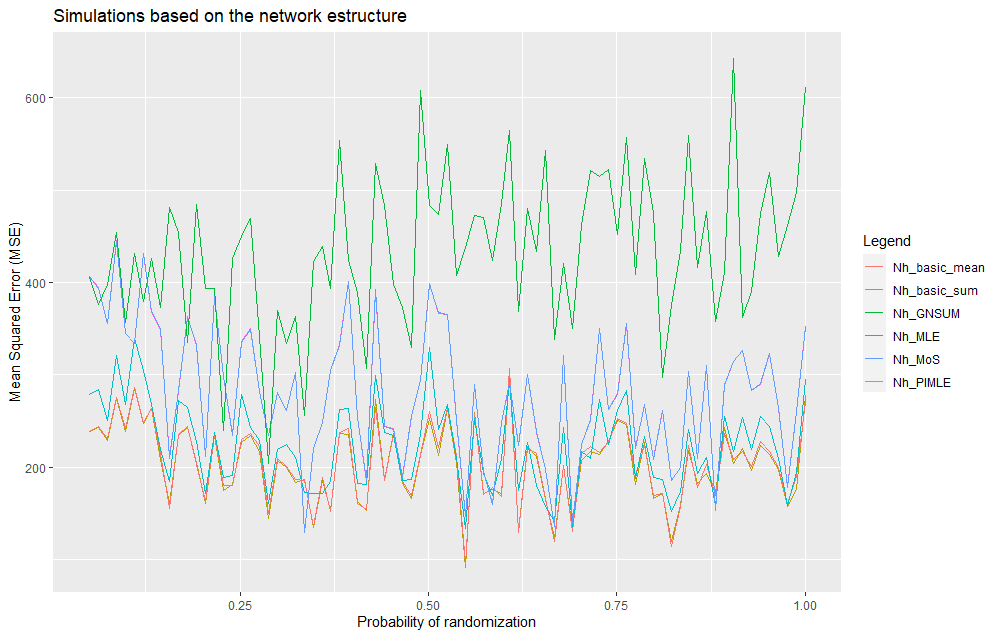 Simulations based on the network estructure
Mean Squared Error (MSE)
600
400
200
0.25
0.50
0.75
1.00
Probability of randomization
Legend
Nh_basic_mean
Nh_basic_sum
Nh_GNSUM
Nh_MLE
Nh_MoS
Nh_PIMLE